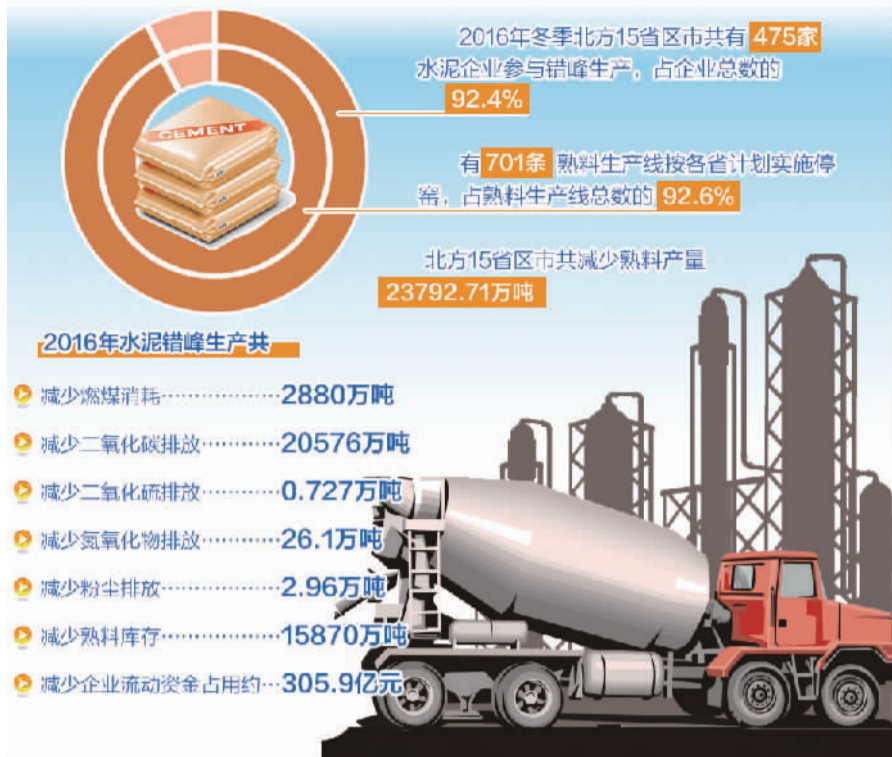 2016年冬季北方15省区市共有 475家
水泥企业参与错峰生产，占企业总数的
92.4%
CEMENT
有 701条 熟料生产线按各省计划实施停
窑，占熟料生产线总数的 92.6%
北方15省区市共减少熟料产量
23792.71万吨
2016年水泥错峰生产共
减少燃煤消耗………………2880万吨
减少二氧化碳排放…………20576万吨
减少二氧化硫排放…………0.727万吨
减少氮氧化物排放…………26.1万吨
减少粉尘排放………………2.96万吨
减少熟料库存………………15870万吨
减少企业流动资金占用约…305.9亿元